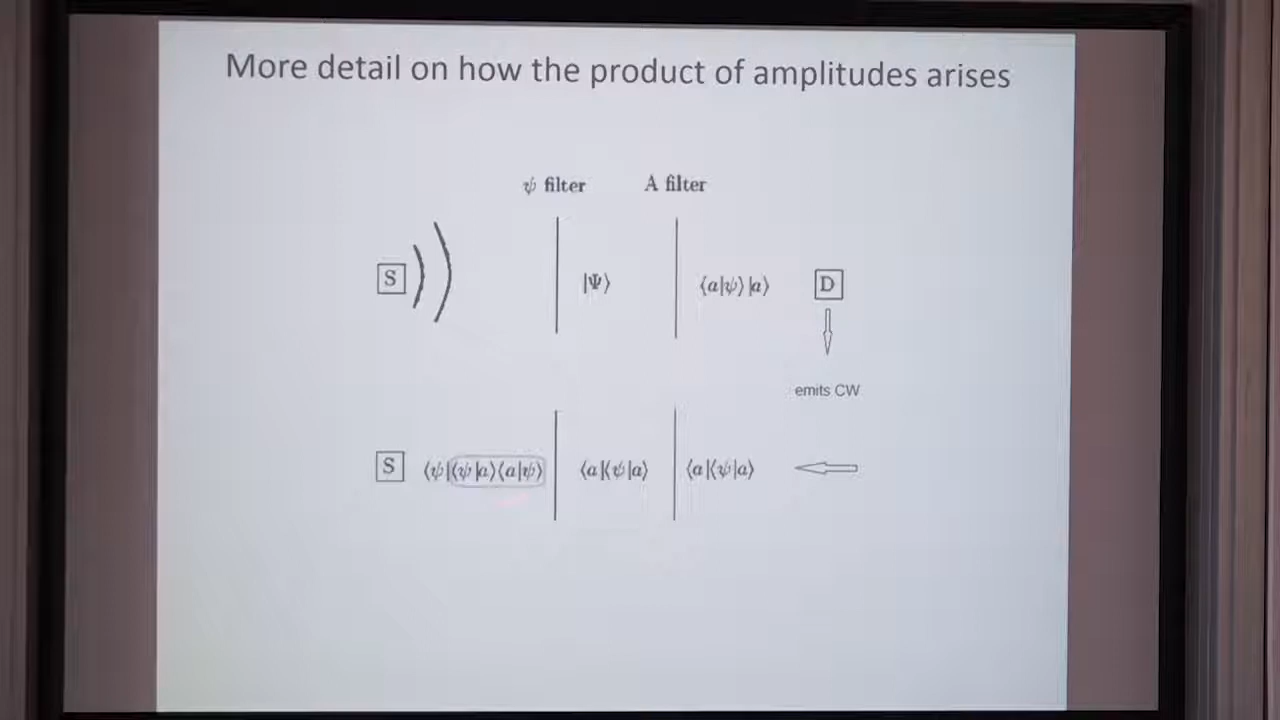 More detail on how the product of amplitudes arises
ψ filter A filter
S |Ψ⟩ ⟨a|ψ⟩|a⟩ D
emits CW
S ⟨ψ|⟨ψ|a⟩⟨a|ψ⟩ ⟨a|⟨ψ|a⟩ ⟨a|⟨ψ|a⟩